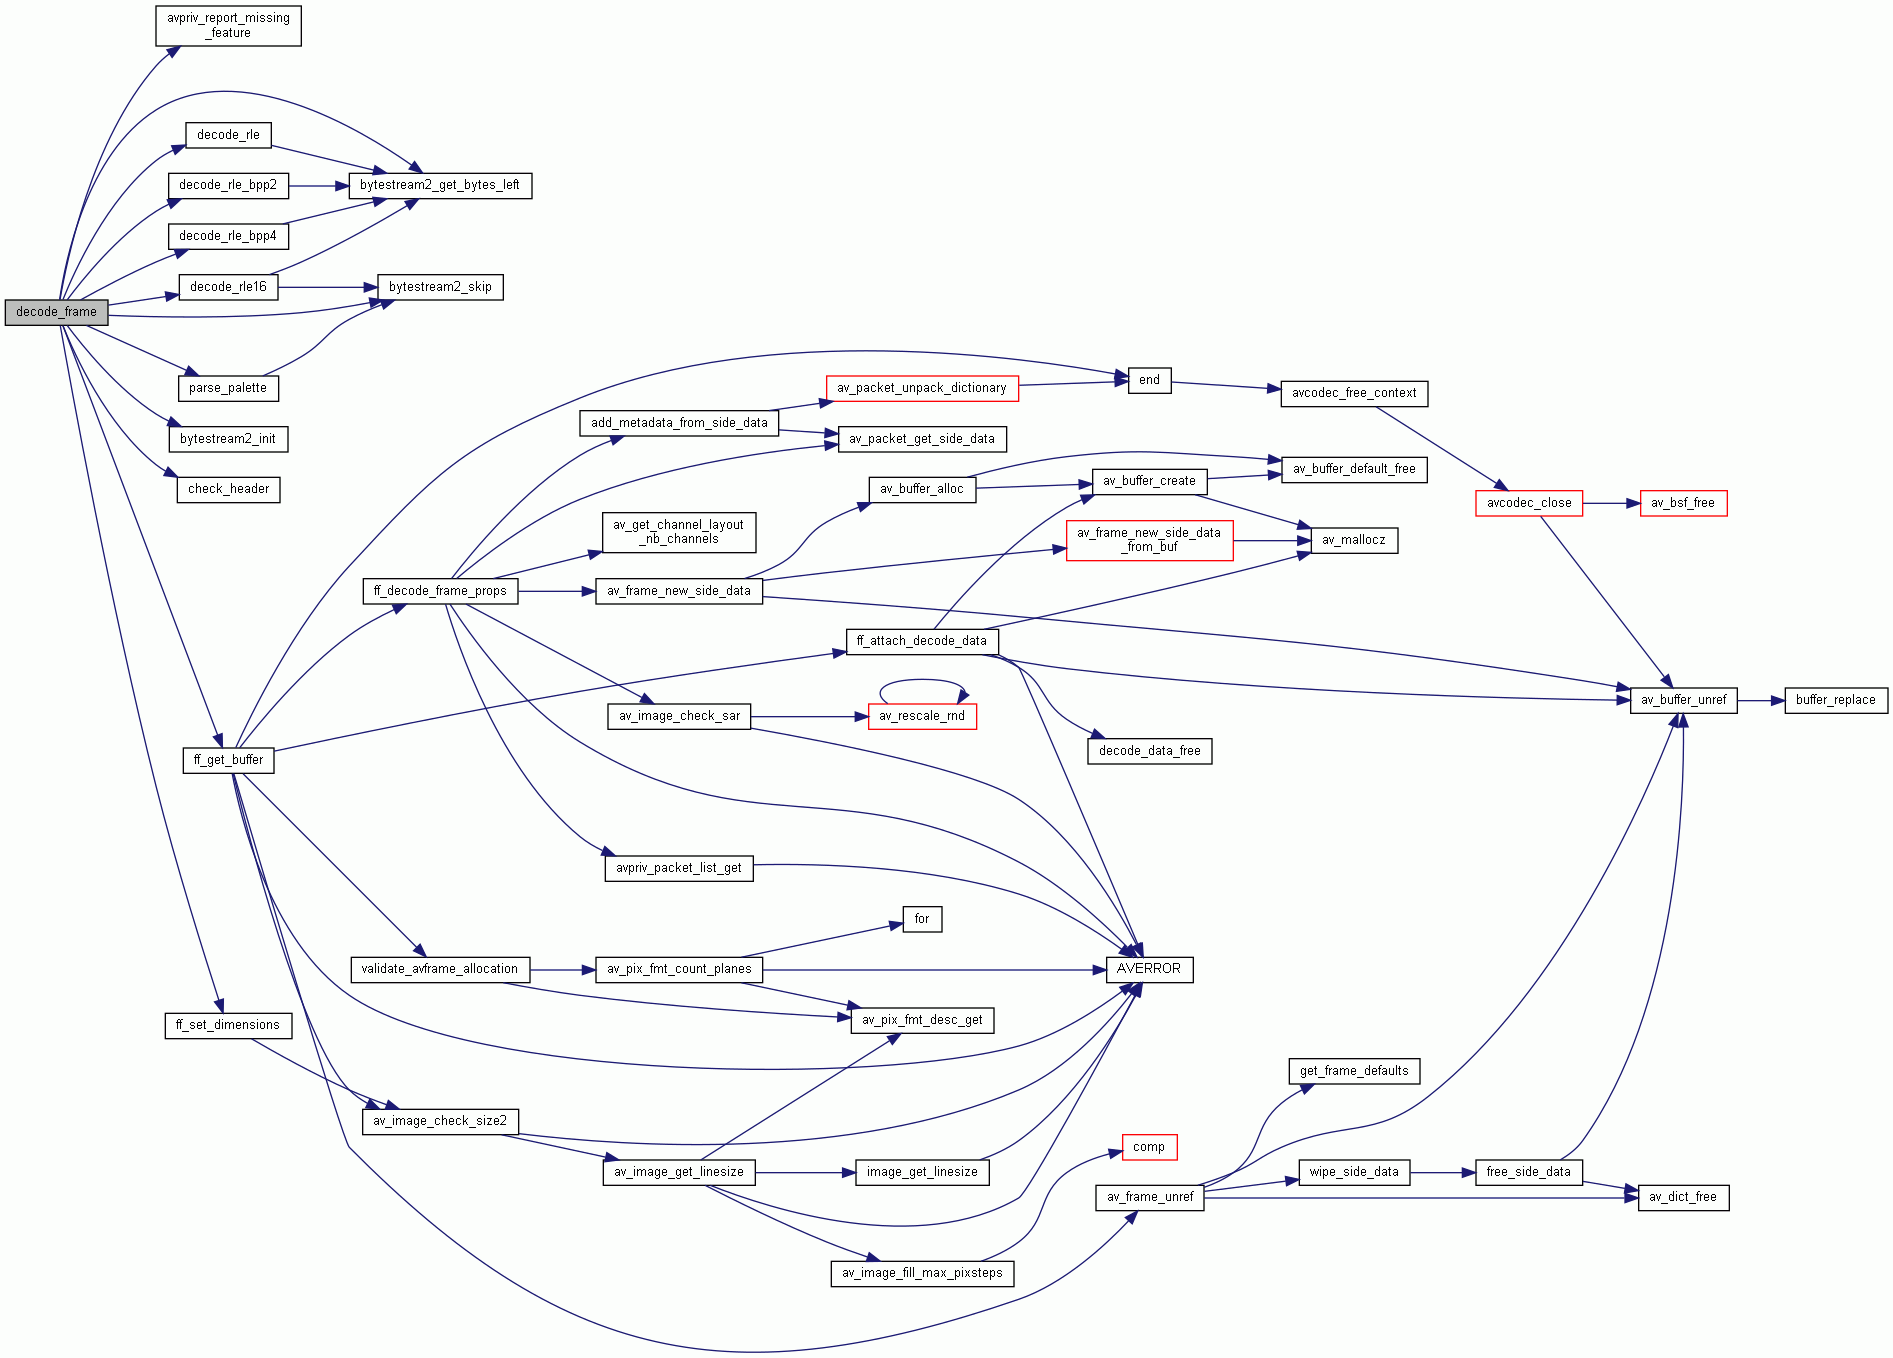 avpriv_report_missing
_feature
decode_rle
decode_rle_bpp2
bytestream2_get_bytes_left
decode_rle_bpp4
decode_rle16
bytestream2_skip
decode_frame
parse_palette
av_packet_unpack_dictionary
end
avcodec_free_context
add_metadata_from_side_data
bytestream2_init
av_packet_get_side_data
av_buffer_default_free
check_header
av_buffer_alloc
av_buffer_create
avcodec_close
av_bsf_free
av_get_channel_layout
_nb_channels
av_frame_new_side_data
_from_buf
av_mallocz
ff_decode_frame_props
av_frame_new_side_data
ff_attach_decode_data
av_image_check_sar
av_rescale_rnd
av_buffer_unref
buffer_replace
ff_get_buffer
decode_data_free
avpriv_packet_list_get
for
validate_avframe_allocation
av_pix_fmt_count_planes
AVERROR
ff_set_dimensions
av_pix_fmt_desc_get
get_frame_defaults
av_image_check_size2
comp
av_image_get_linesize
image_get_linesize
wipe_side_data
free_side_data
av_frame_unref
av_dict_free
av_image_fill_max_pixsteps